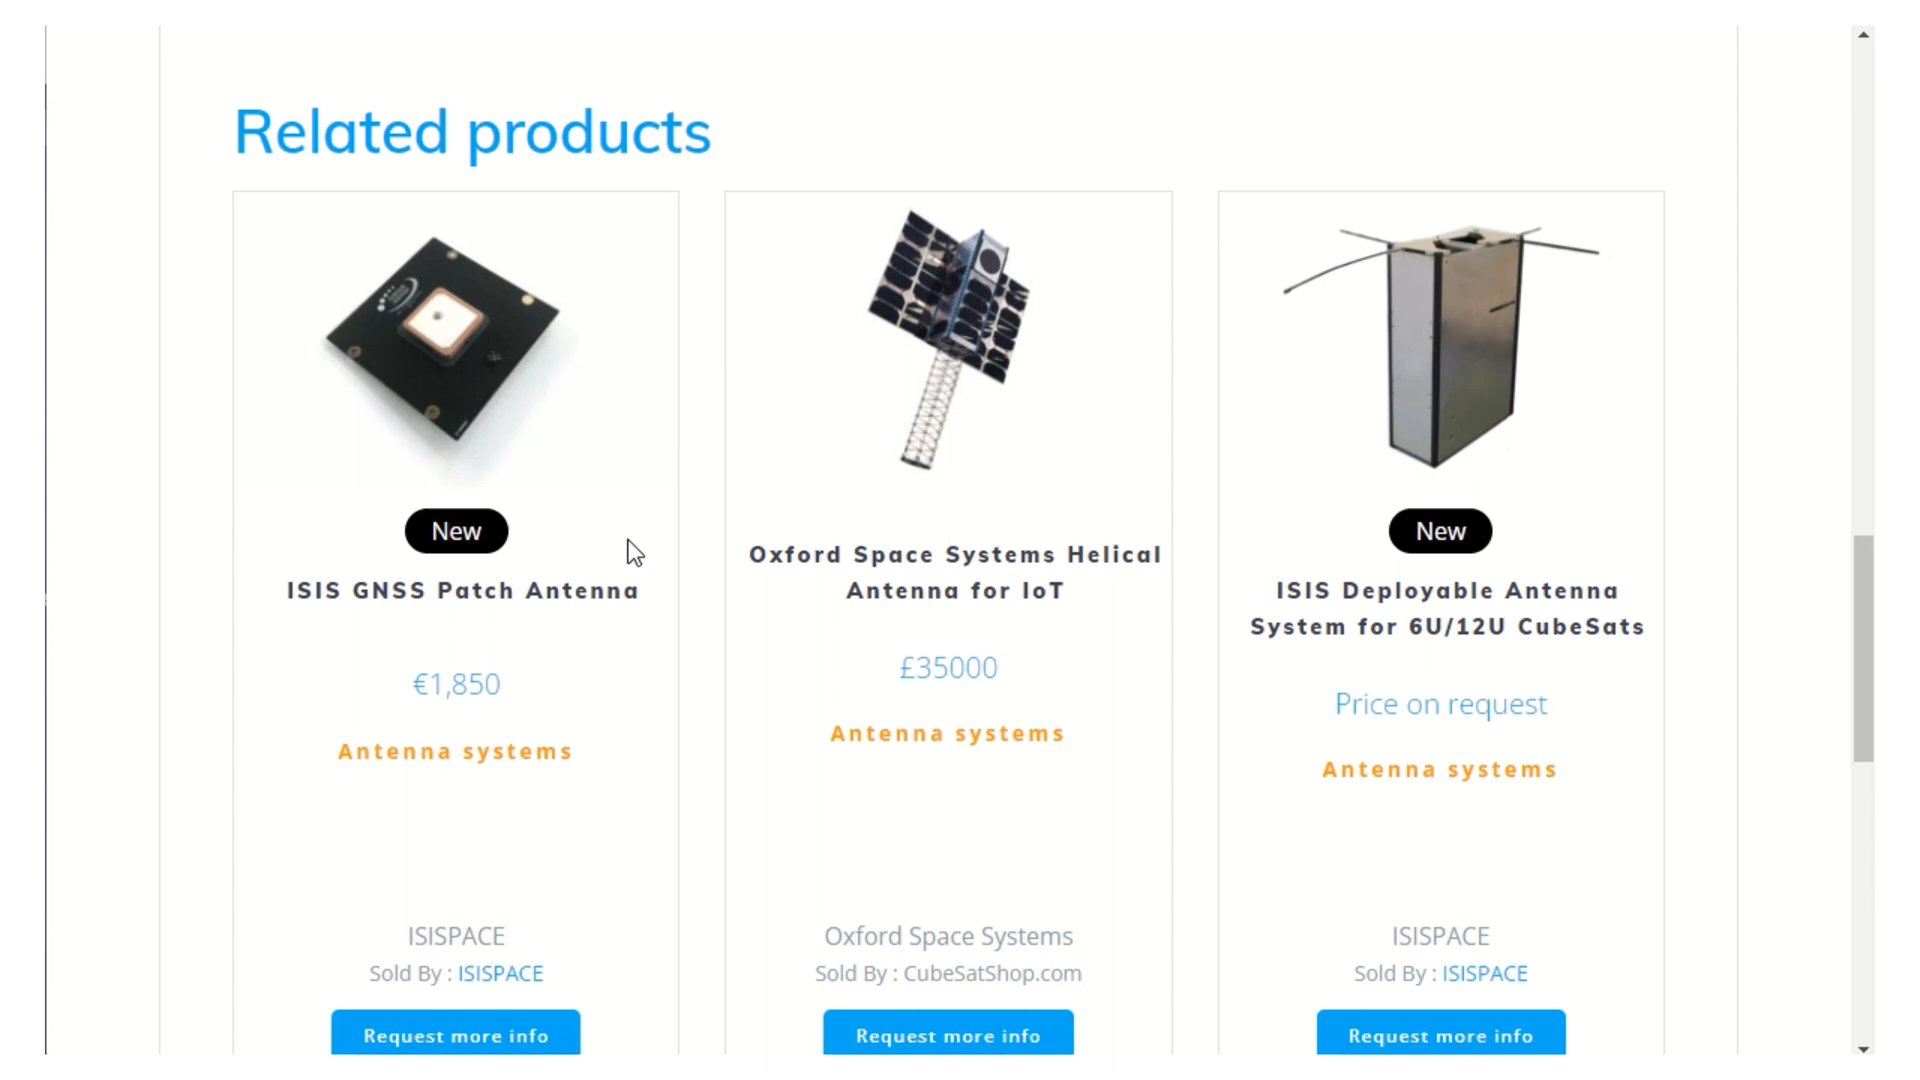 Related products
New
ISIS GNSS Patch Antenna
€1,850
Antenna systems
ISISPACE
Sold By : ISISPACE
Request more info
Oxford Space Systems Helical
Antenna for IoT
£35000
Antenna systems
Oxford Space Systems
Sold By : CubeSatShop.com
Request more info
New
ISIS Deployable Antenna
System for 6U/12U CubeSats
Price on request
Antenna systems
ISISPACE
Sold By : ISISPACE
Request more info